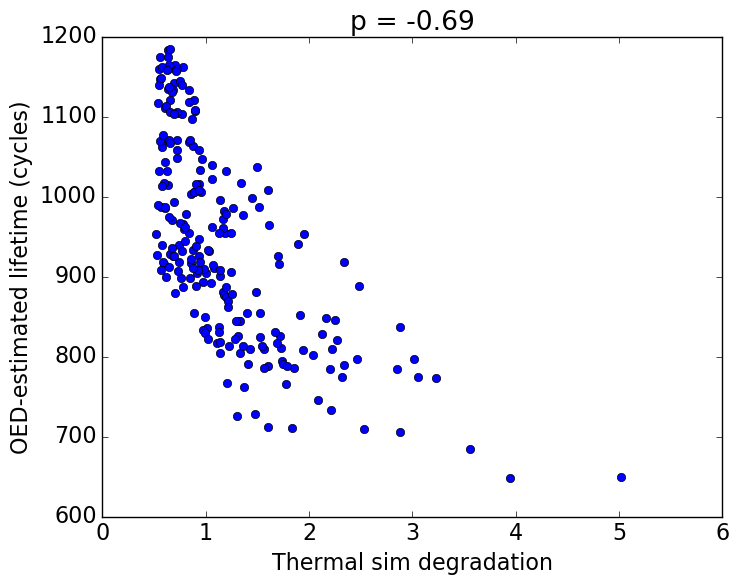 p = -0.69
1200
1100
1000
900
800
700
600
OED-estimated lifetime (cycles)
0 1 2 3 4 5 6
Thermal sim degradation